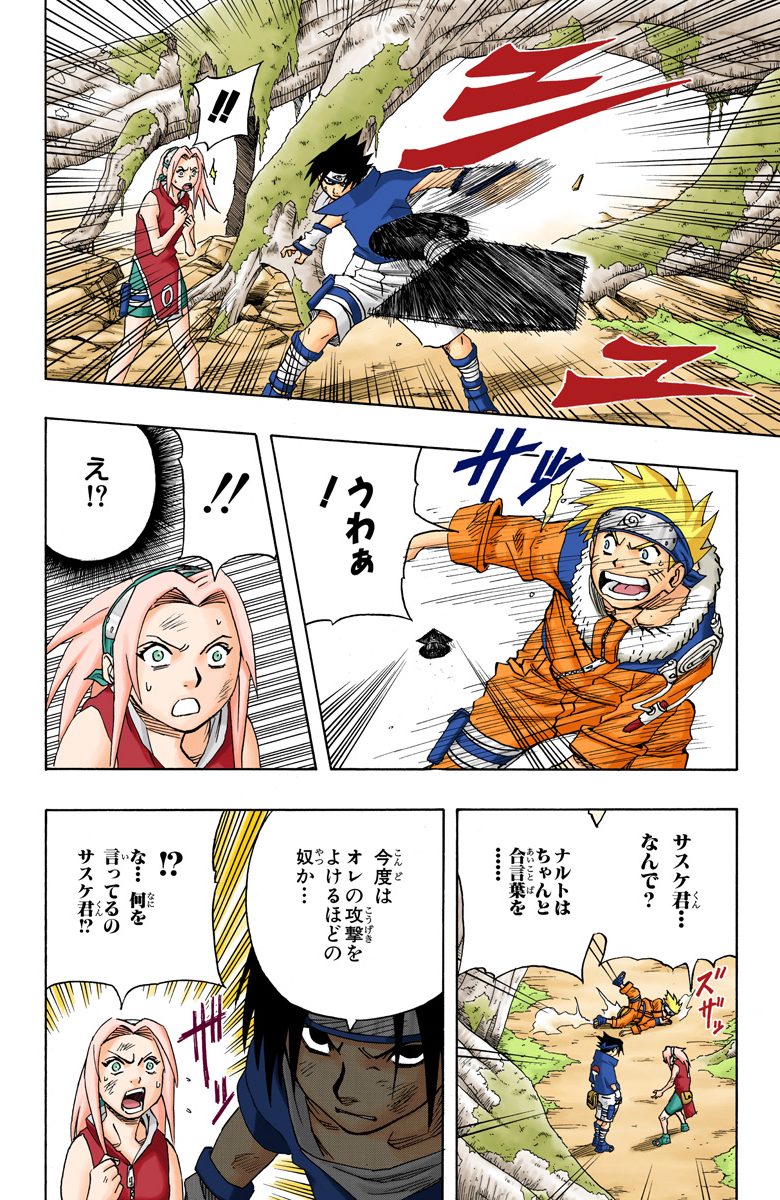 !!
うわぁ
!
ザッ
!!
え!?
サスケ君…
なんで?
ナルトは
ちゃんと
合言葉を
……
ズザッ
今度は
オレの攻撃を
よけるほどの
奴か…
ザッ
!?
な…何を
言ってるの
サスケ君!?